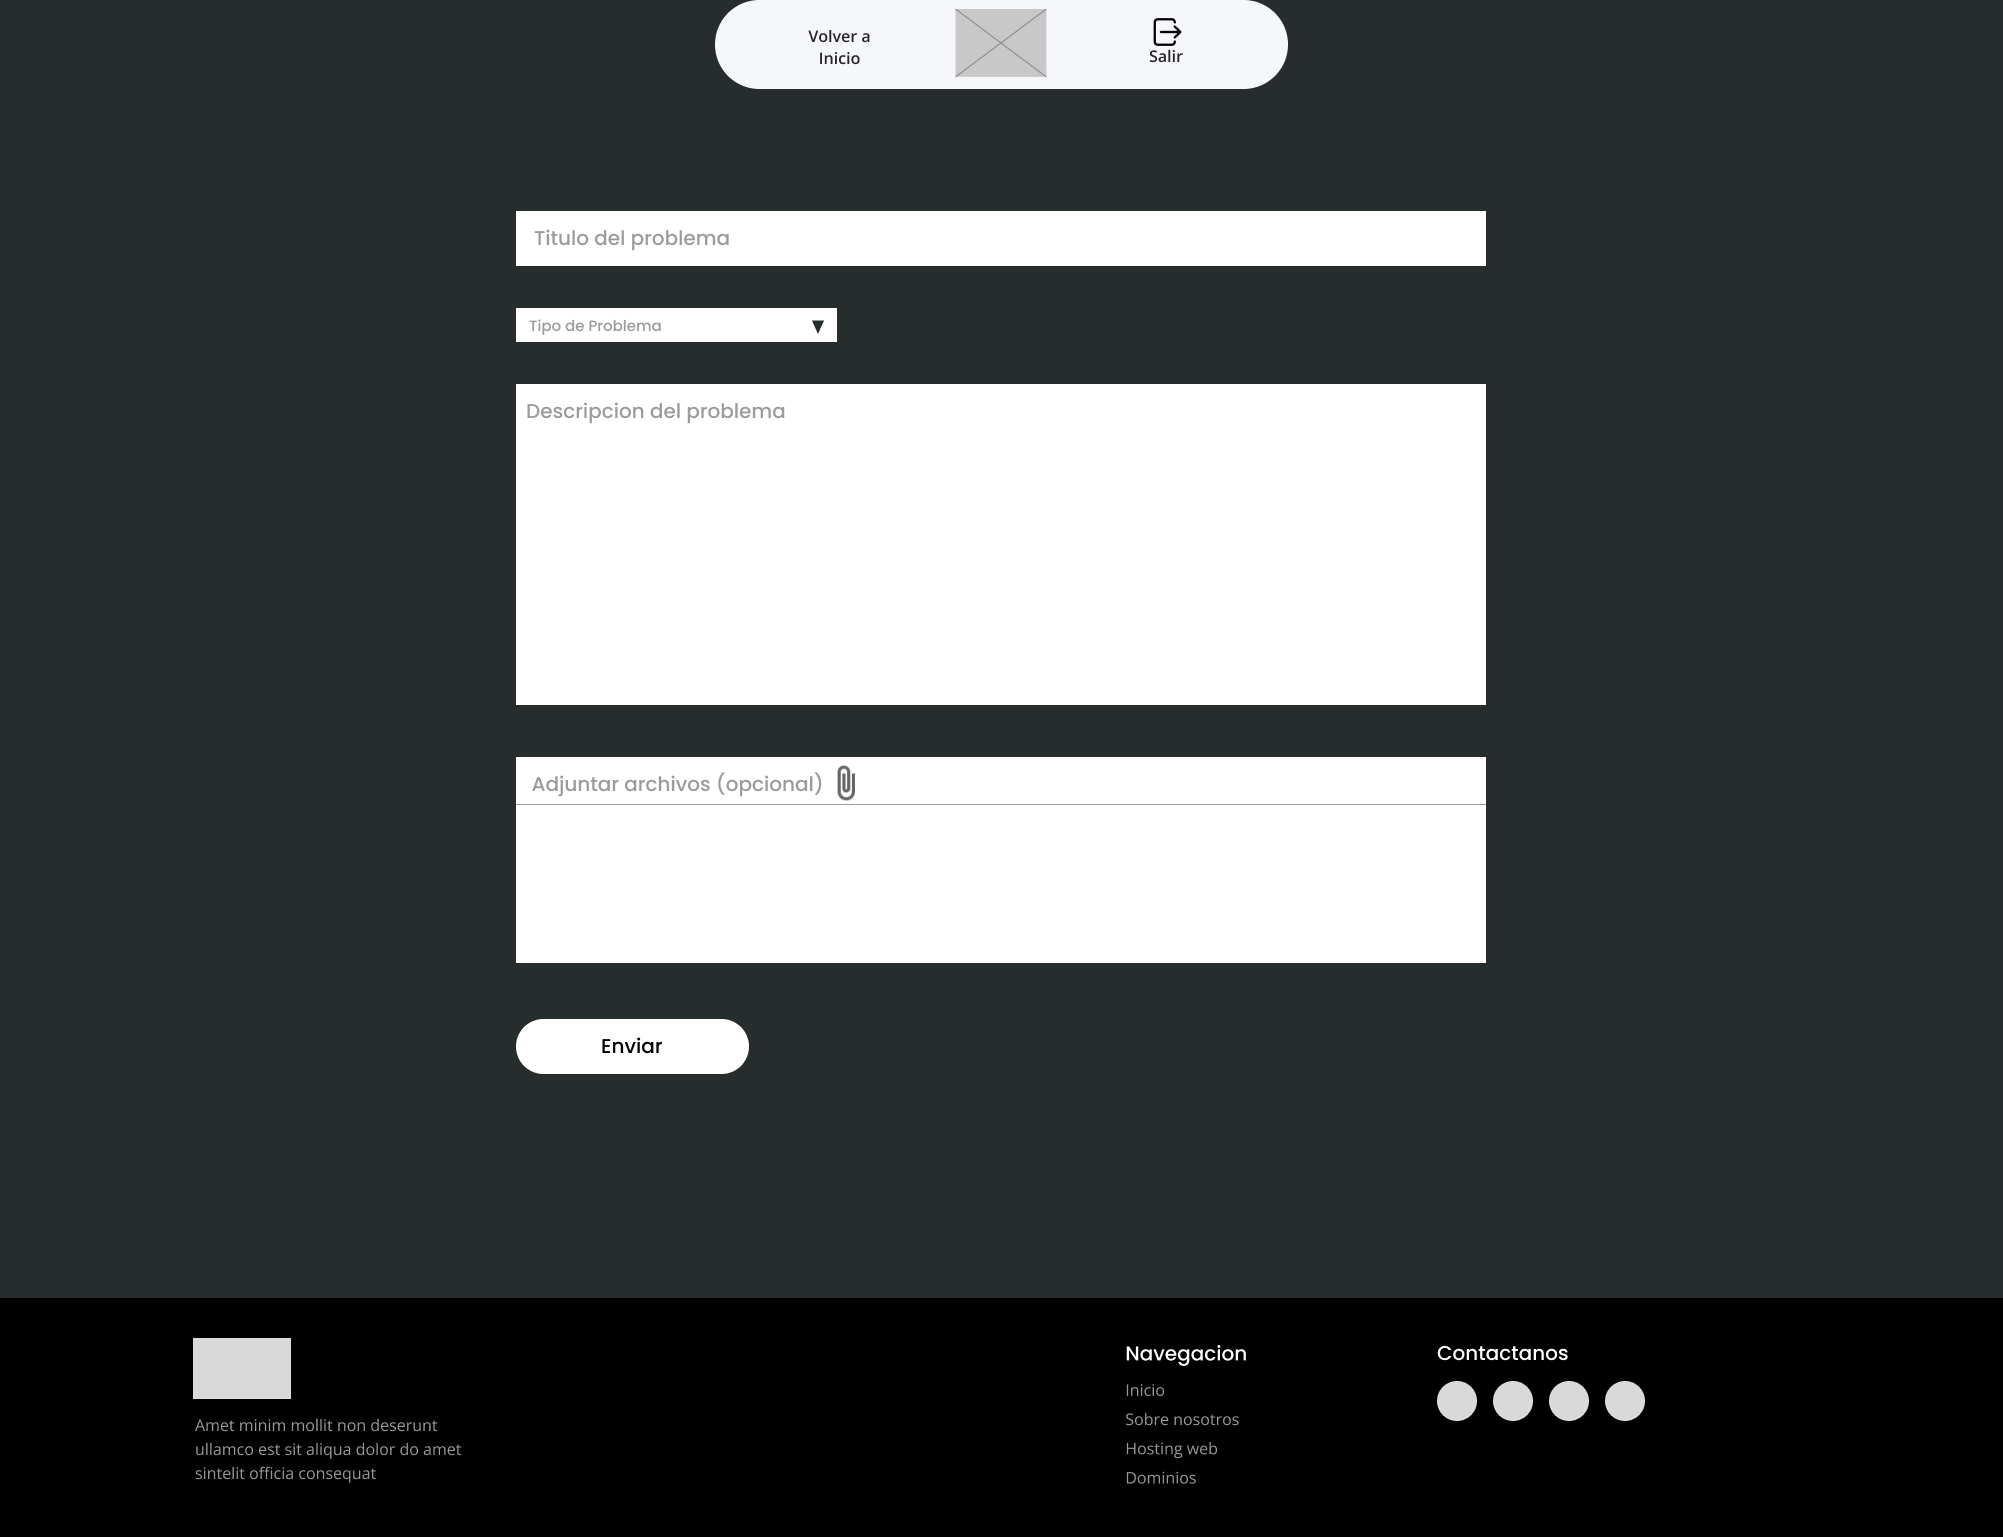 Volver a
Inicio
Salir
Titulo del problema
Tipo de Problema
Descripcion del problema
Adjuntar archivos (opcional)
Enviar
Amet minim mollit non deserunt
ullamco est sit aliqua dolor do amet
sintelit officia consequat
Navegacion
Inicio
Sobre nosotros
Hosting web
Dominios
Contactanos